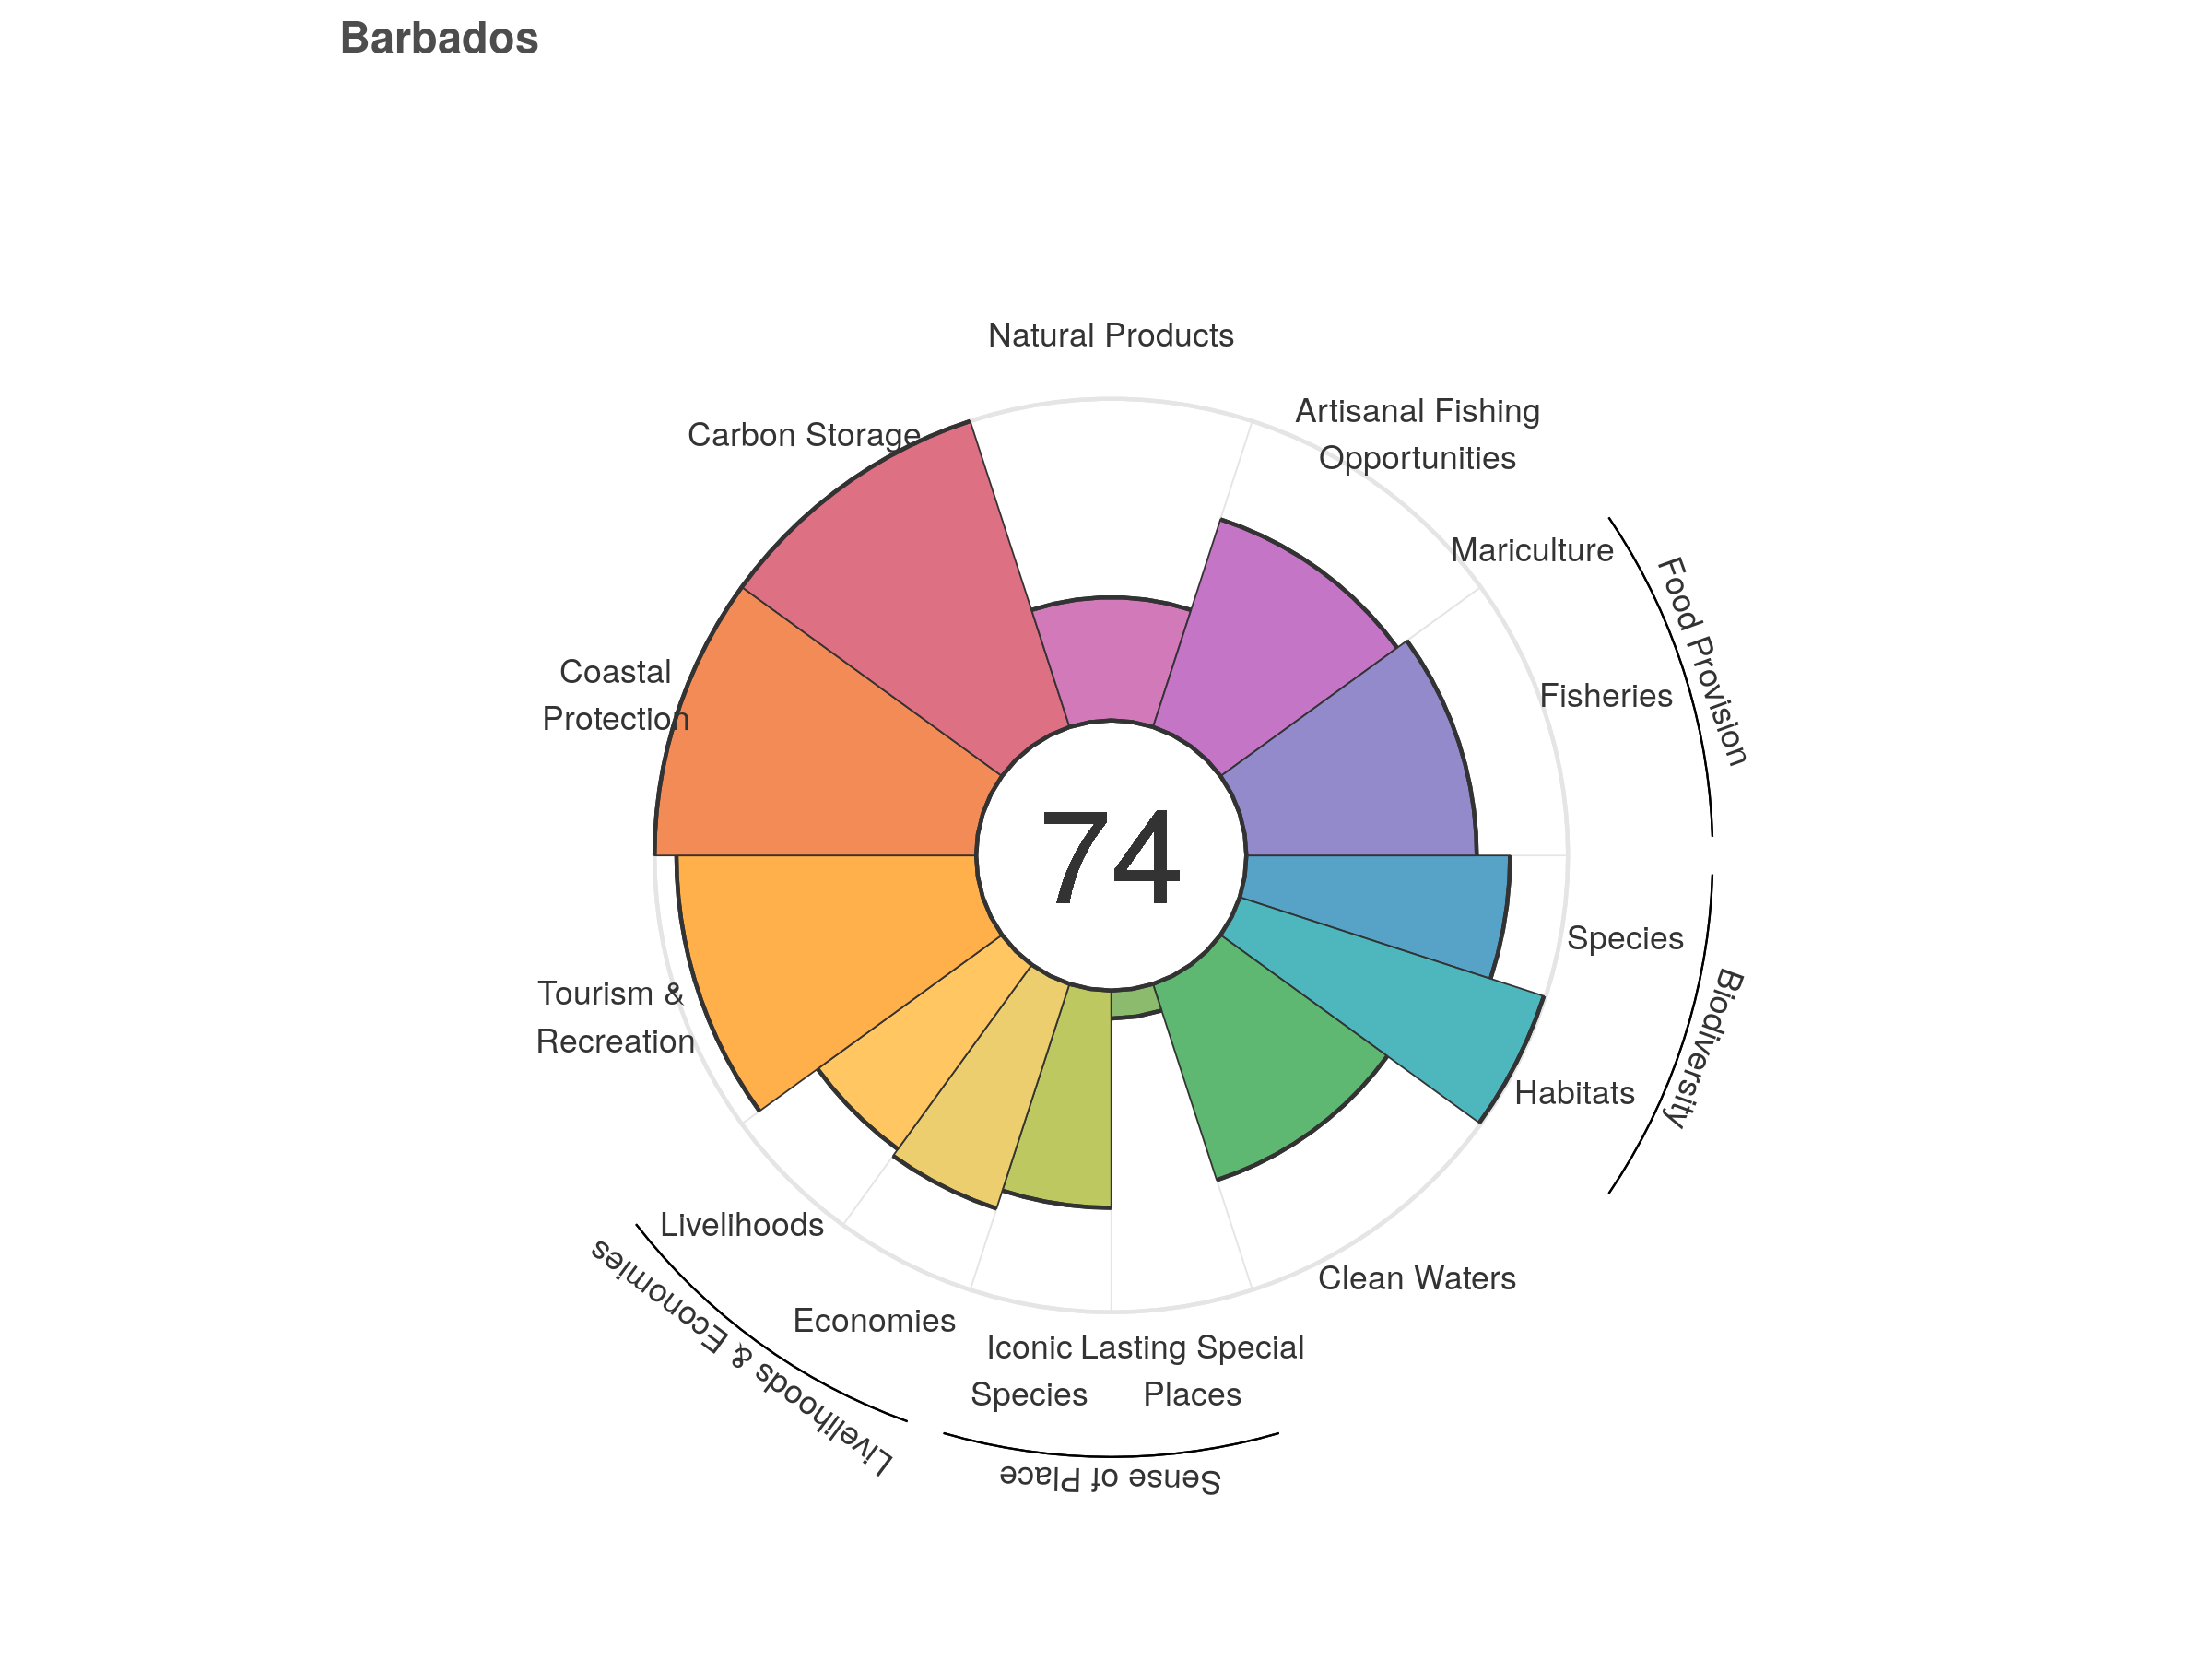 Barbados
Natural Products
Artisanal Fishing
Opportunities
Carbon Storage
Mariculture
Food Provision
Fisheries
Coastal
Protection
74
Species
Biodiversity
Tourism &
Recreation
Habitats
Livelihoods
Clean Waters
Economies
Livelihoods & Economies
Iconic
Species
Lasting Special
Places
Sense of Place